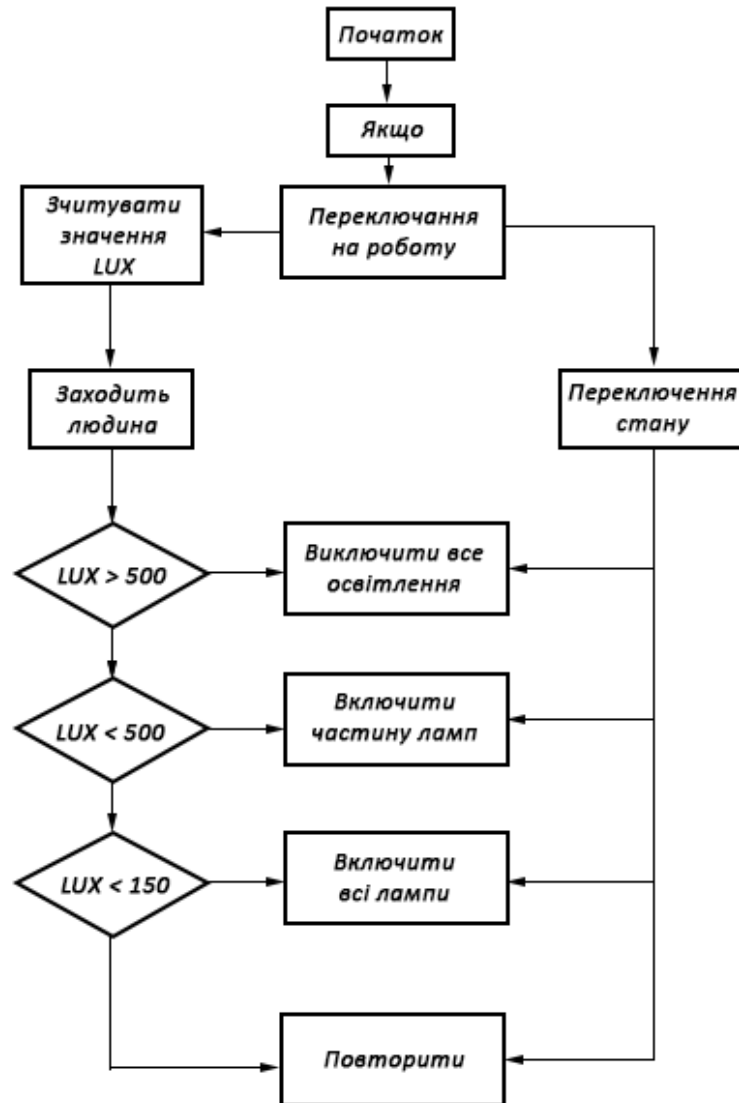 Початок
Якщо
Зчитувати
значення
LUX
Переключання
на роботу
Заходить
людина
Переключення
стану
LUX > 500
Виключити все
освітлення
LUX < 500
Включити
частину ламп
LUX < 150
Включити
всі лампи
Повторити